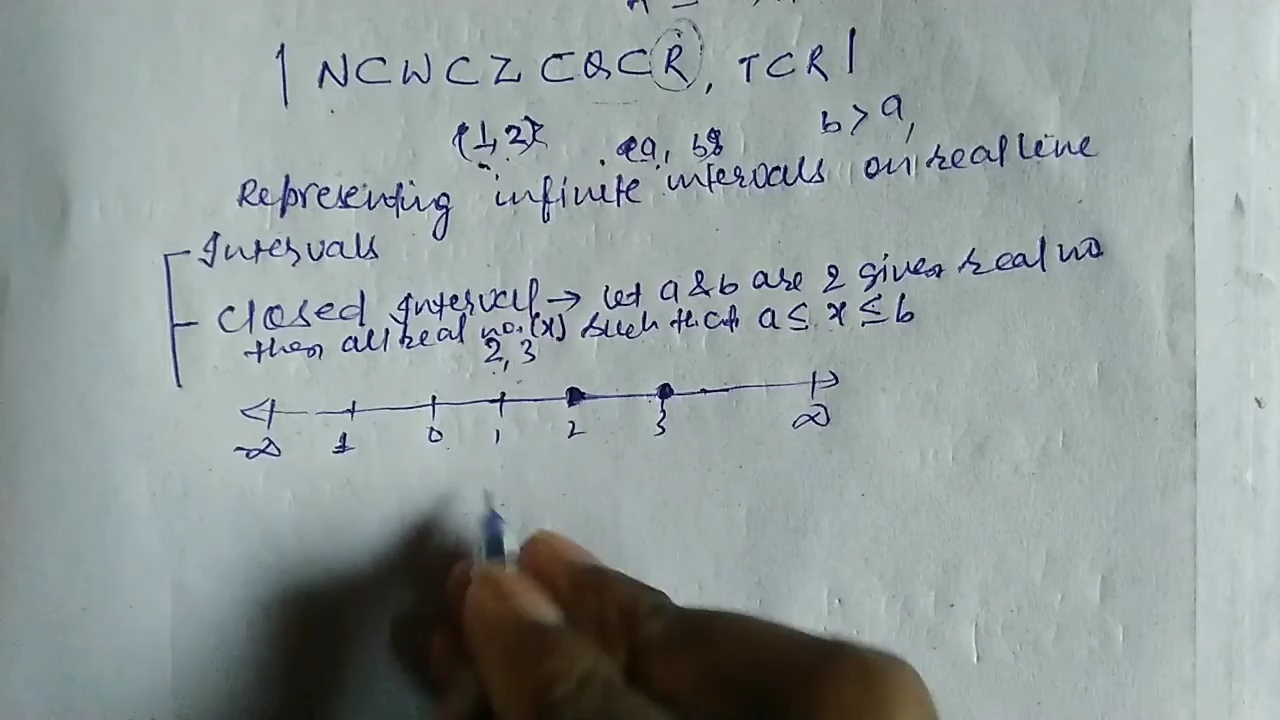 | N C W C Z C Q C R , T C R |
{1,2} {a, b} b > a,
Representing infinite intervals on real line
Intervals
Closed Interval → let a & b are 2 given real no
then all real no. (x) such that a ≤ x ≤ b
2, 3
-∞ 1 0 1 2 3 ∞